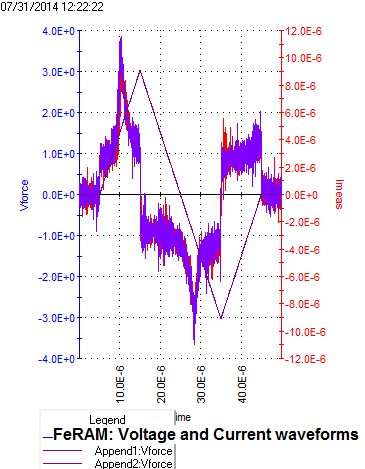 07/31/2014 12:22:22
4.0E+0
3.0E+0
2.0E+0
1.0E+0
0.0E+0
-1.0E+0
-2.0E+0
-3.0E+0
-4.0E+0
Vforce
12.0E-6
10.0E-6
8.0E-6
6.0E-6
4.0E-6
2.0E-6
0.0E+0
-2.0E-6
-4.0E-6
-6.0E-6
-8.0E-6
-10.0E-6
-12.0E-6
Imeas
10.0E-6
20.0E-6
30.0E-6
40.0E-6
ime
Legend
FeRAM: Voltage and Current waveforms
Append1:Vforce
Append2:Vforce